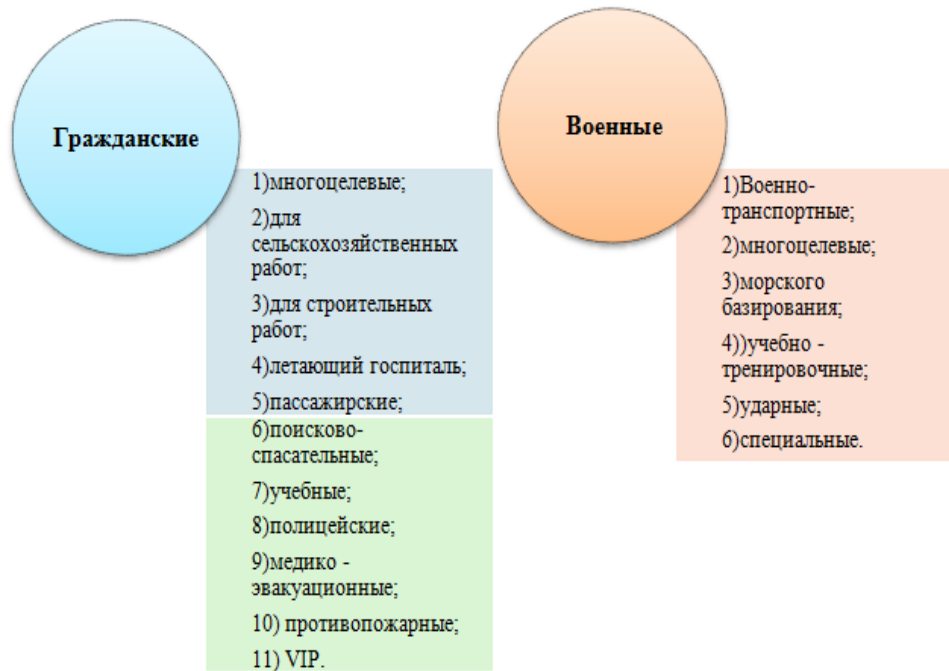 Гражданские
1)многоцелевые;
2)для
сельскохозяйственных
работ;
3)для строительных
работ;
4)летающий госпиталь;
5)пассажирские;
6)поисково-
спасательные;
7)учебные;
8)полицейские;
9)медико -
эвакуационные;
10) противопожарные;
11) VIP.
Военные
1)Военно-
транспортные;
2)многоцелевые;
3)морского
базирования;
4))учебно -
тренировочные;
5)ударные;
6)специальные.